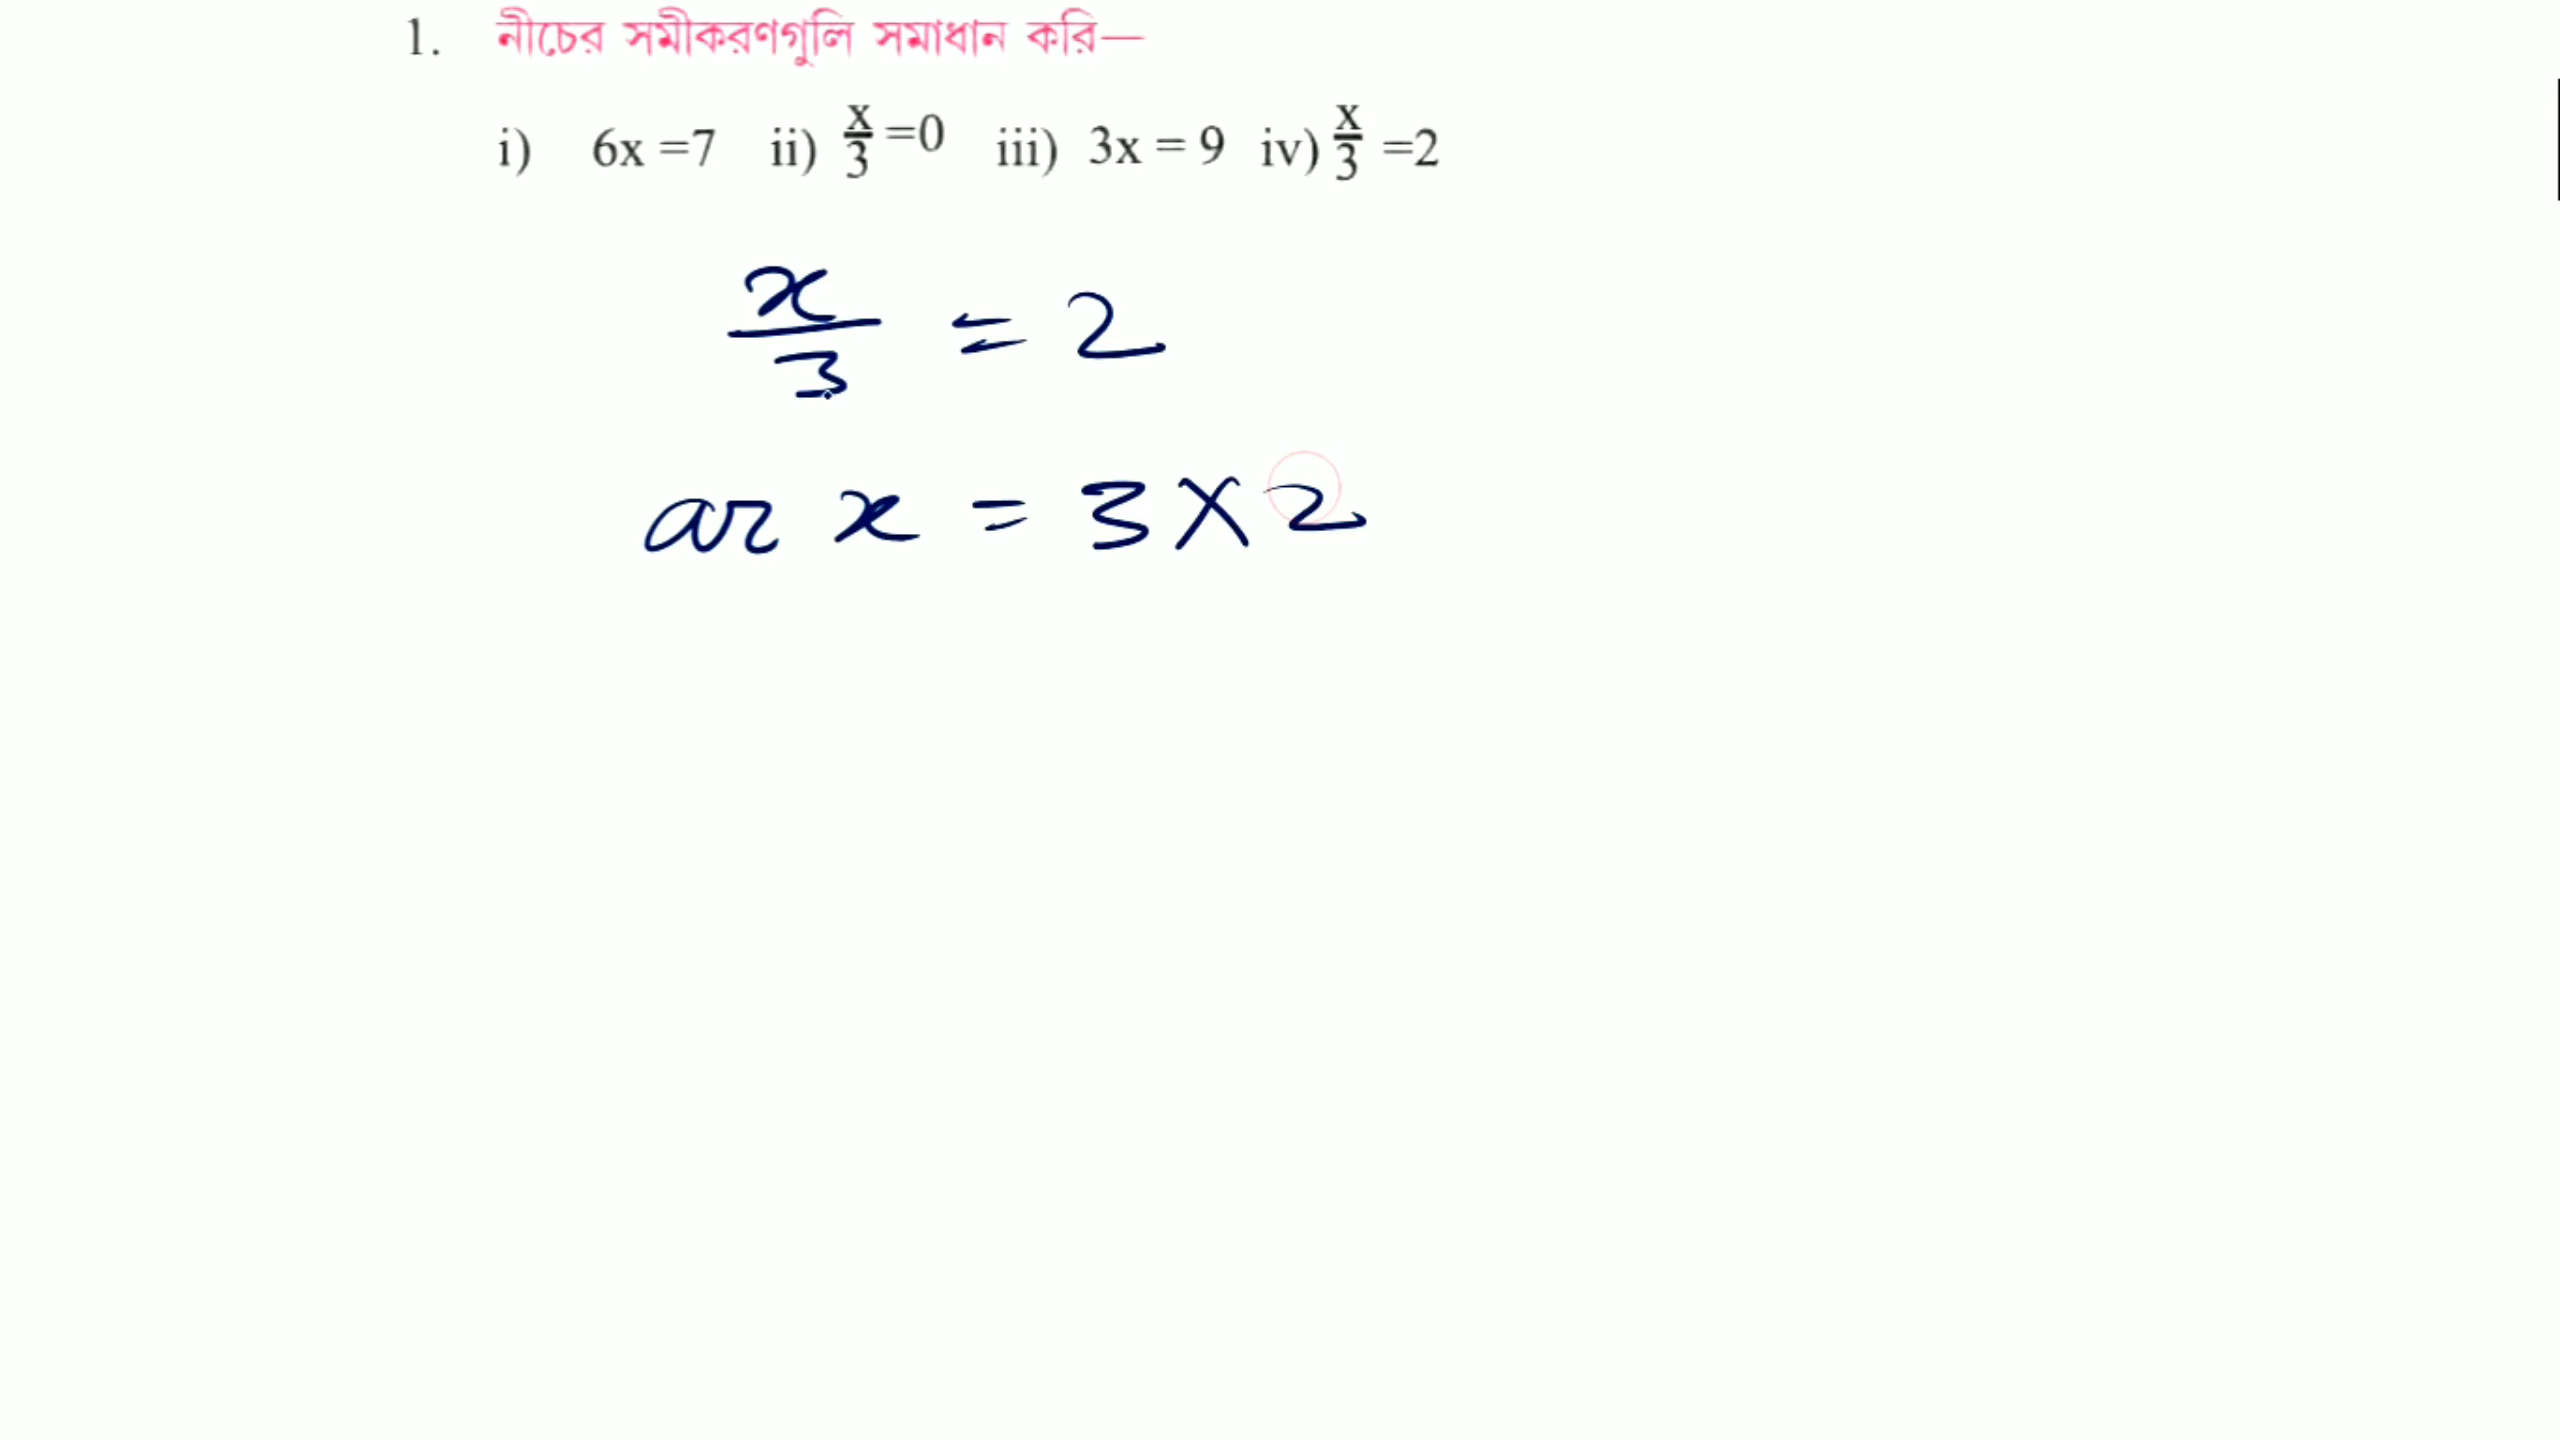 1. নীচের সমীকরণগুলি সমাধান করি—
i) 6x =7 ii) x/3 =0 iii) 3x = 9 iv) x/3 =2
x/3 = 2
or x = 3 X 2